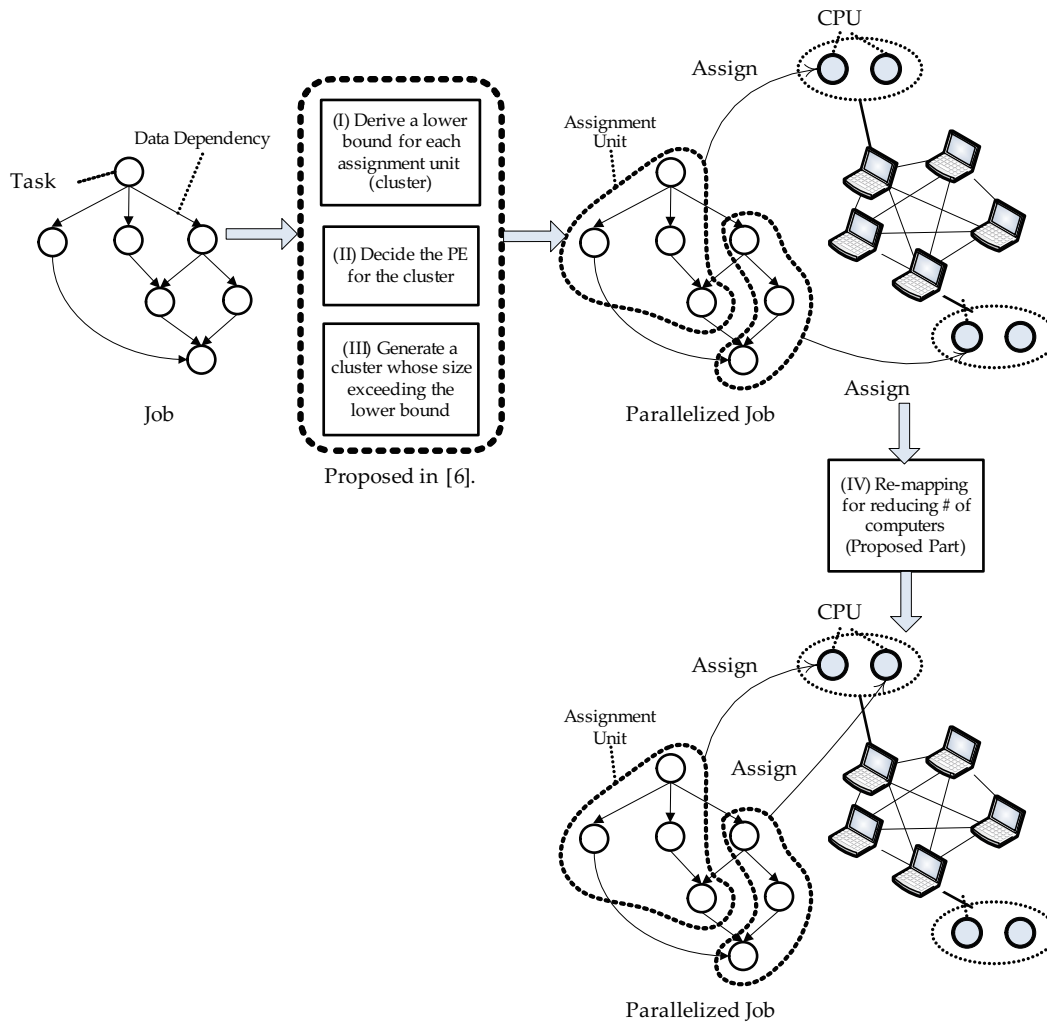 CPU
Assign
(I) Derive a lower
bound for each
assignment unit
(cluster)
Data Dependency
Task
Assignment
Unit
(II) Decide the PE
for the cluster
(III) Generate a
cluster whose size
exceeding the
lower bound
Job
Proposed in [6].
Parallelized Job
Assign
(IV) Re-mapping
for reducing # of
computers
(Proposed Part)
CPU
Assign
Assignment
Unit
Assign
Parallelized Job